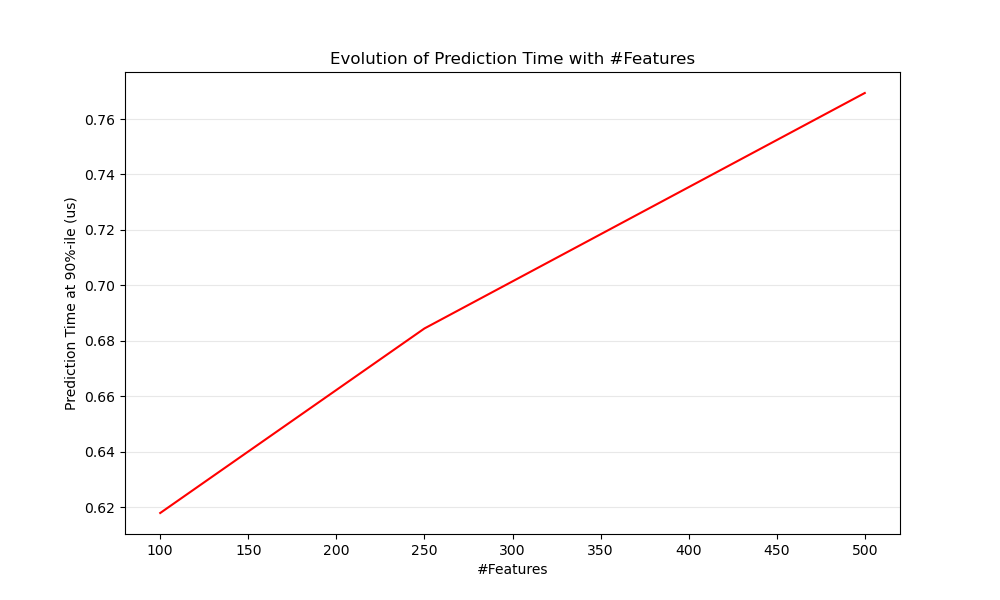 Evolution of Prediction Time with #Features
Prediction Time at 90%-ile (us)
0.76
0.74
0.72
0.70
0.68
0.66
0.64
0.62
100 150 200 250 300 350 400 450 500
#Features